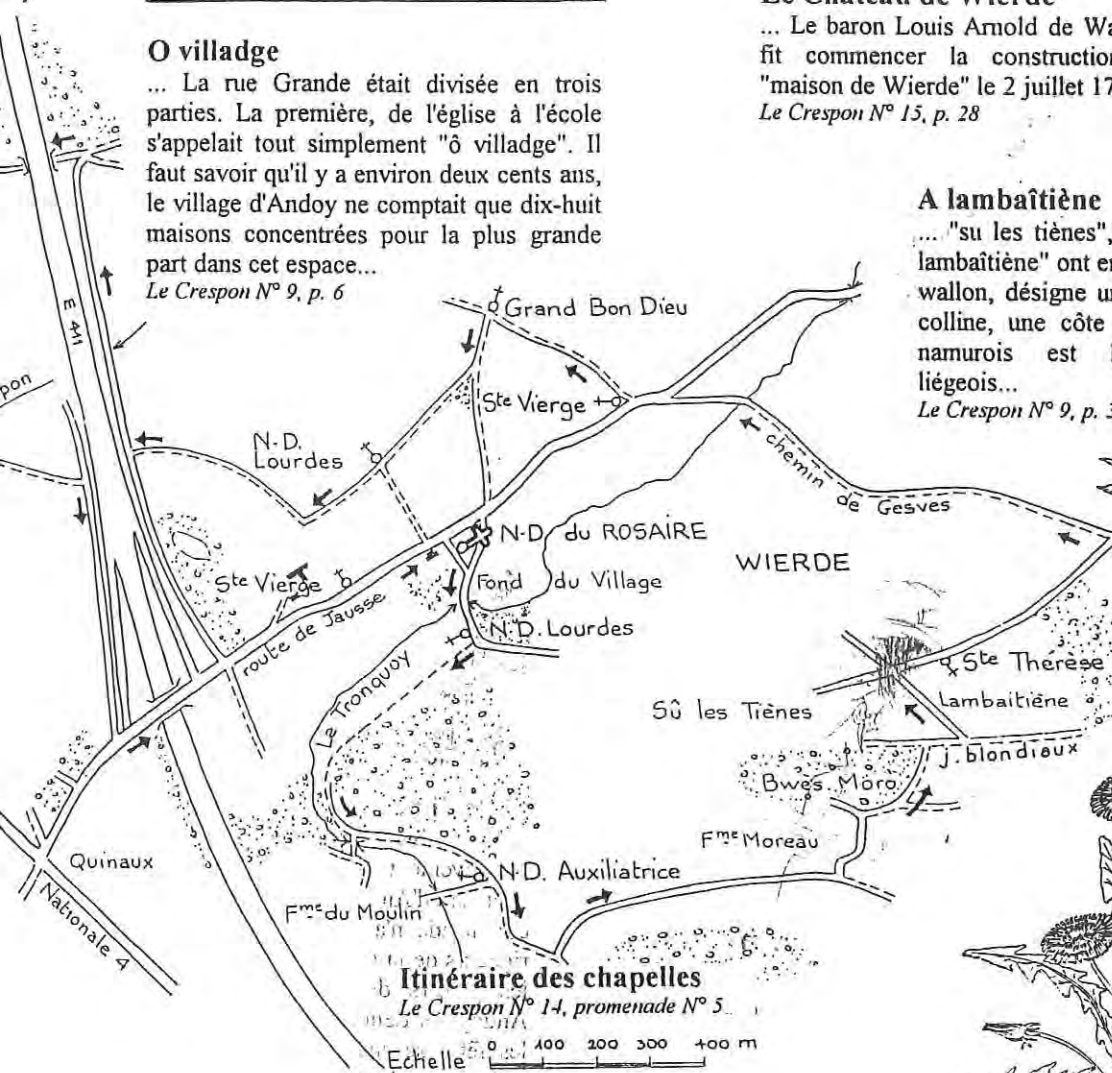 O villadge
... La rue Grande était divisée en trois
parties. La première, de l'église à l'école
s'appelait tout simplement "ô villadge". Il
faut savoir qu'il y a environ deux cents ans,
le village d'Andoy ne comptait que dix-huit
maisons concentrées pour la plus grande
part dans cet espace...
Le Crespon N° 9, p. 6
... Le baron Louis Arnold de Wa
fit commencer la construction
"maison de Wierde" le 2 juillet 17
Le Crespon N° 15, p. 28
A lambaîtiène
... "su les tiènes",
lambaîtiène" ont en
wallon, désigne un
colline, une côte
namurois est
liégeois...
Le Crespon N° 9, p. 3
E 411
pon
Grand Bon Dieu
Ste Vierge
N-D.
Lourdes
chemin de Gesves
N-D. du ROSAIRE
WIERDE
Ste Vierge
Fond du Village
route de Jausse
N-D. Lourdes
Le Tronquoy
Ste Thérèse
Lambaitiène
Sû les Tiènes
j. blondiaux
Bwès Môro
Fme Moreau
Quinaux
Nationale 4
N-D. Auxiliatrice
Fme du Moulin
Itinéraire des chapelles
Le Crespon N° 14, promenade N° 5
Echelle 0 100 200 300 400 m